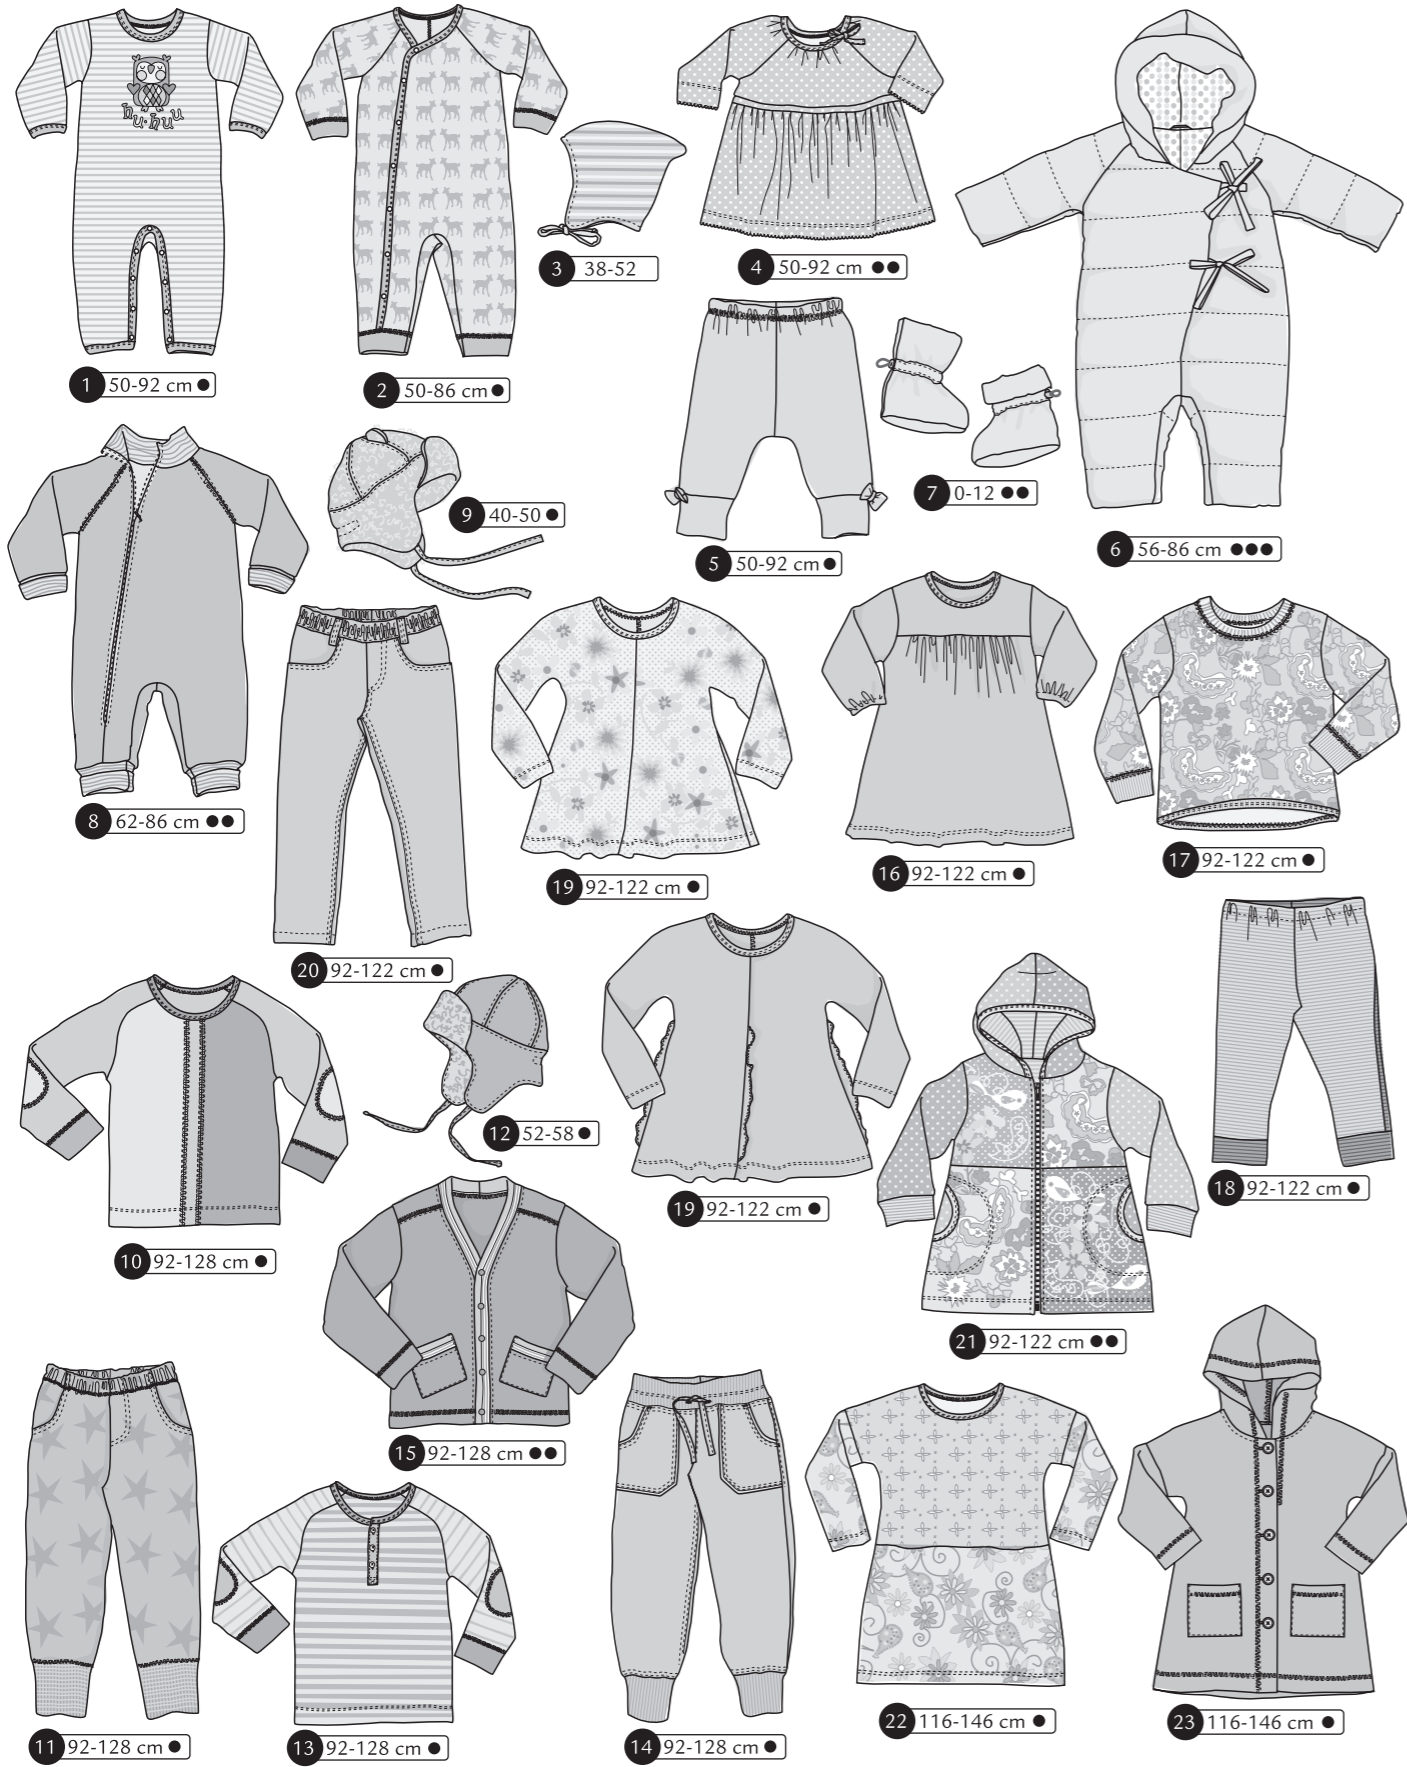 hu-huu
1 50-92 cm ●
2 50-86 cm ●
3 38-52
4 50-92 cm ●●
5 50-92 cm ●
6 56-86 cm ●●●
7 0-12 ●●
8 62-86 cm ●●
9 40-50 ●
20 92-122 cm ●
19 92-122 cm ●
16 92-122 cm ●
17 92-122 cm ●
10 92-128 cm ●
12 52-58 ●
19 92-122 cm ●
18 92-122 cm ●
15 92-128 cm ●●
21 92-122 cm ●●
11 92-128 cm ●
13 92-128 cm ●
14 92-128 cm ●
22 116-146 cm ●
23 116-146 cm ●